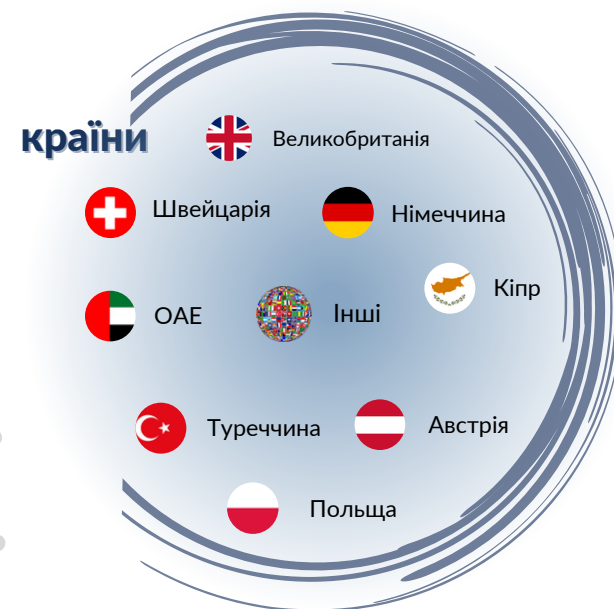 країни
Великобританія
Швейцарія
Німеччина
Кіпр
ОАЕ
Інші
Туреччина
Австрія
Польща